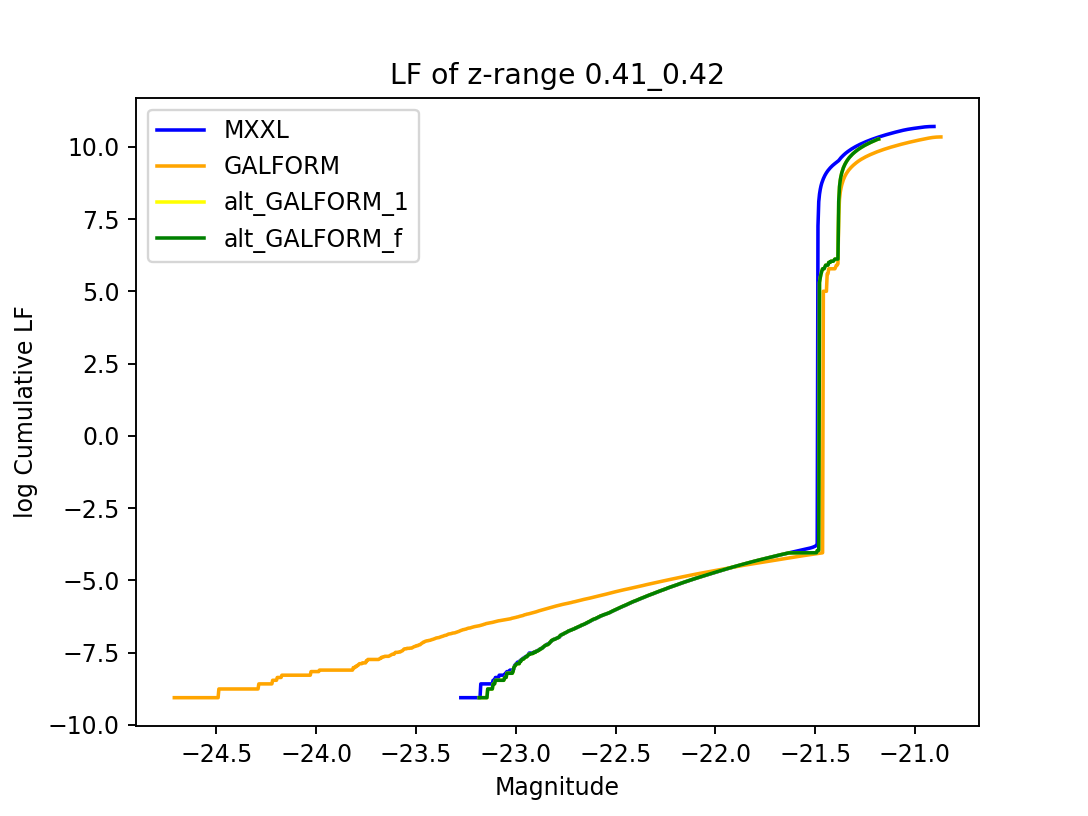 LF of z-range 0.41_0.42
MXXL
GALFORM
alt_GALFORM_1
alt_GALFORM_f
log Cumulative LF
10.0
7.5
5.0
2.5
0.0
−2.5
−5.0
−7.5
−10.0
−24.5 −24.0 −23.5 −23.0 −22.5 −22.0 −21.5 −21.0
Magnitude